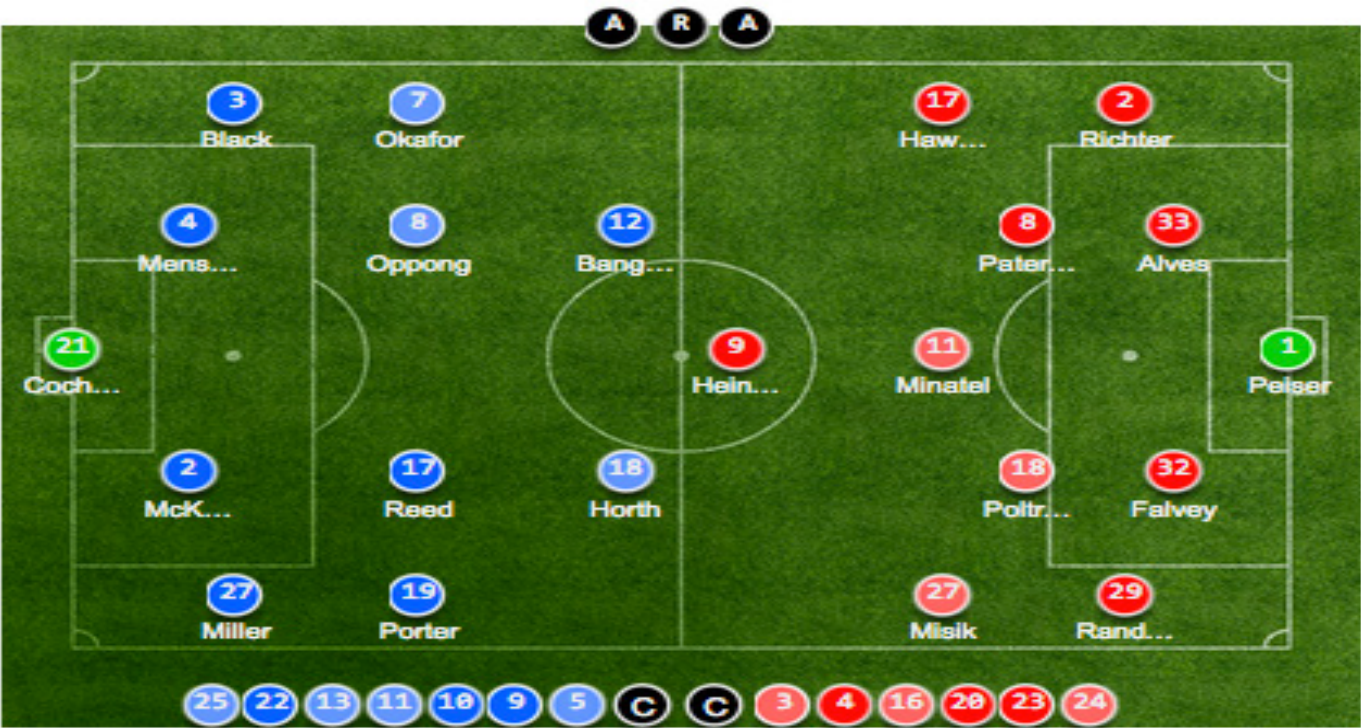 A R A
3 7 17 2
Black Okafor Haw... Richter
4 8 12 8 33
Mens... Oppong Bang... Pater... Alves
21 9 11 1
Coch... Hein... Minatel Peiser
2 17 18 18 32
McK... Reed Horth Poltr... Falvey
27 19 27 29
Miller Porter Misik Rand...
25 22 13 11 10 9 5 C C 3 4 16 20 23 24